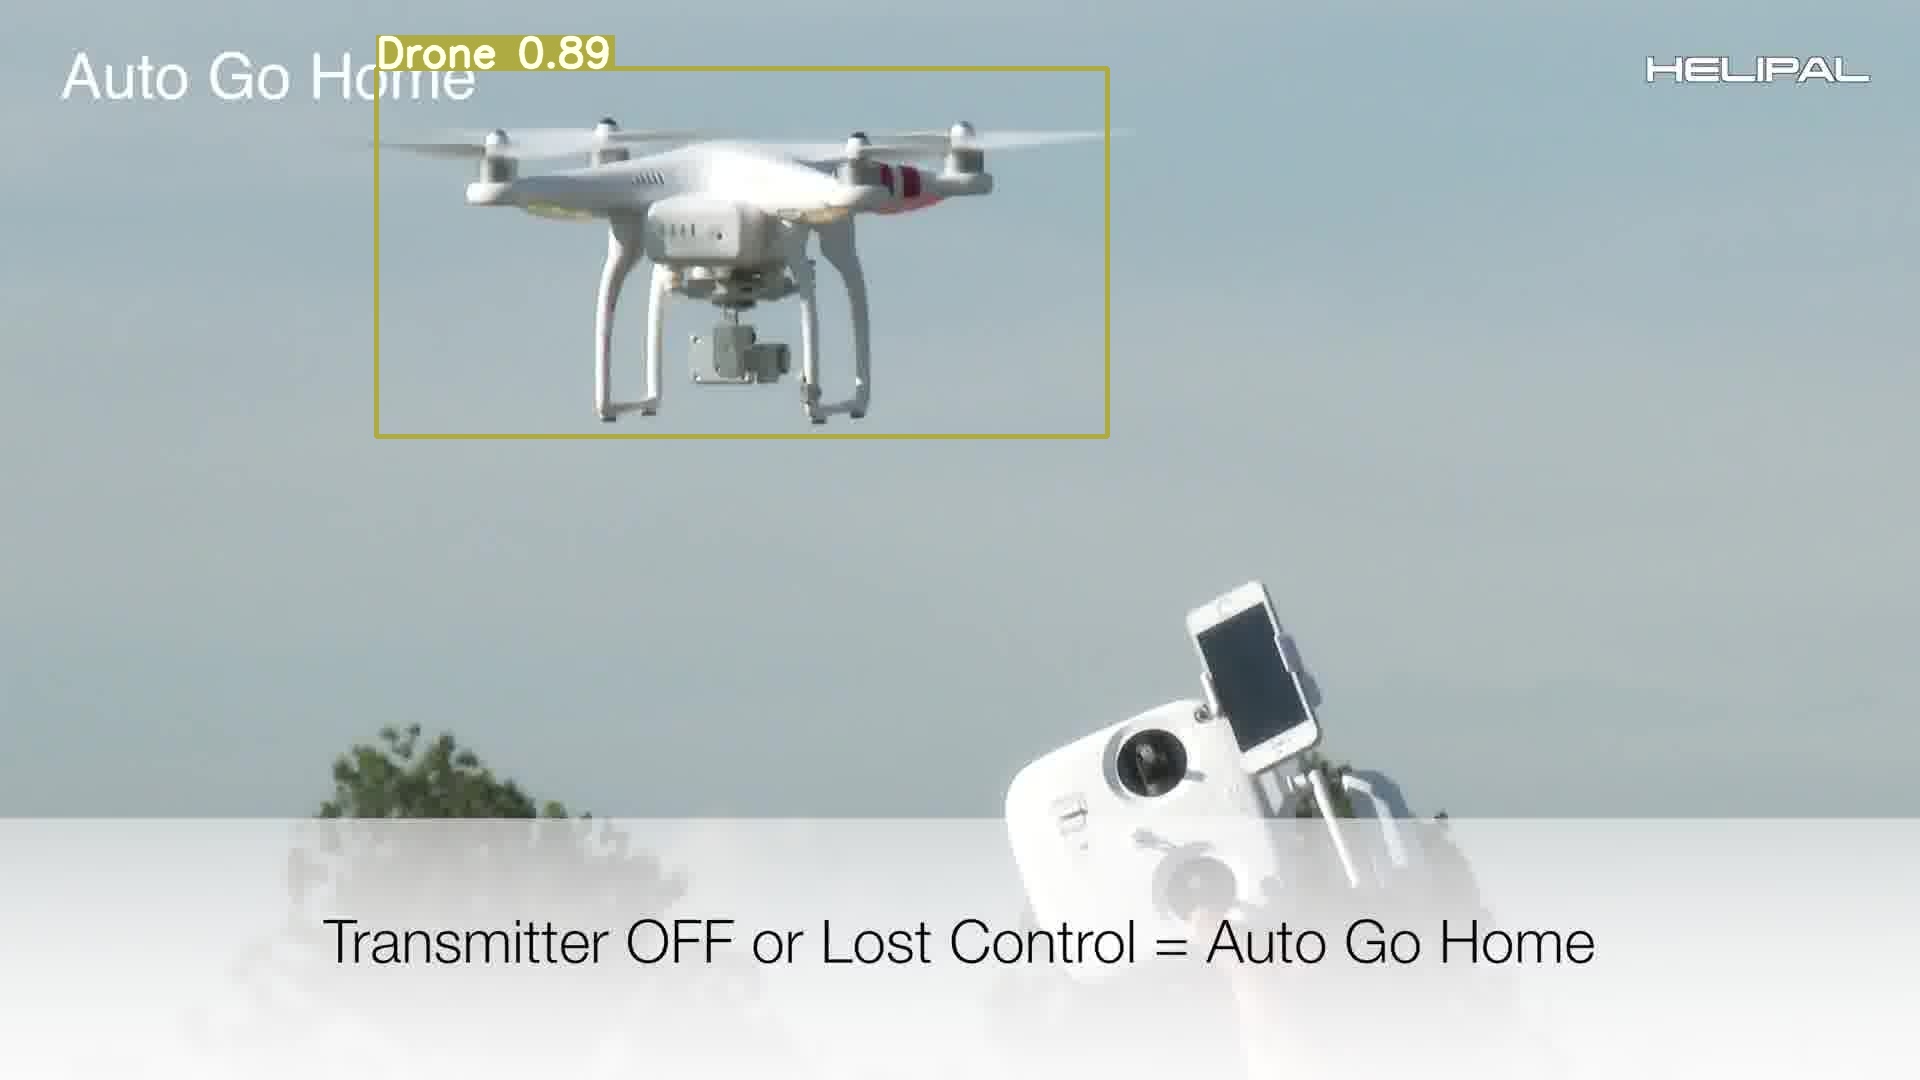 Drone 0.89
Auto Go Home
HELIPAL
Transmitter OFF or Lost Control = Auto Go Home